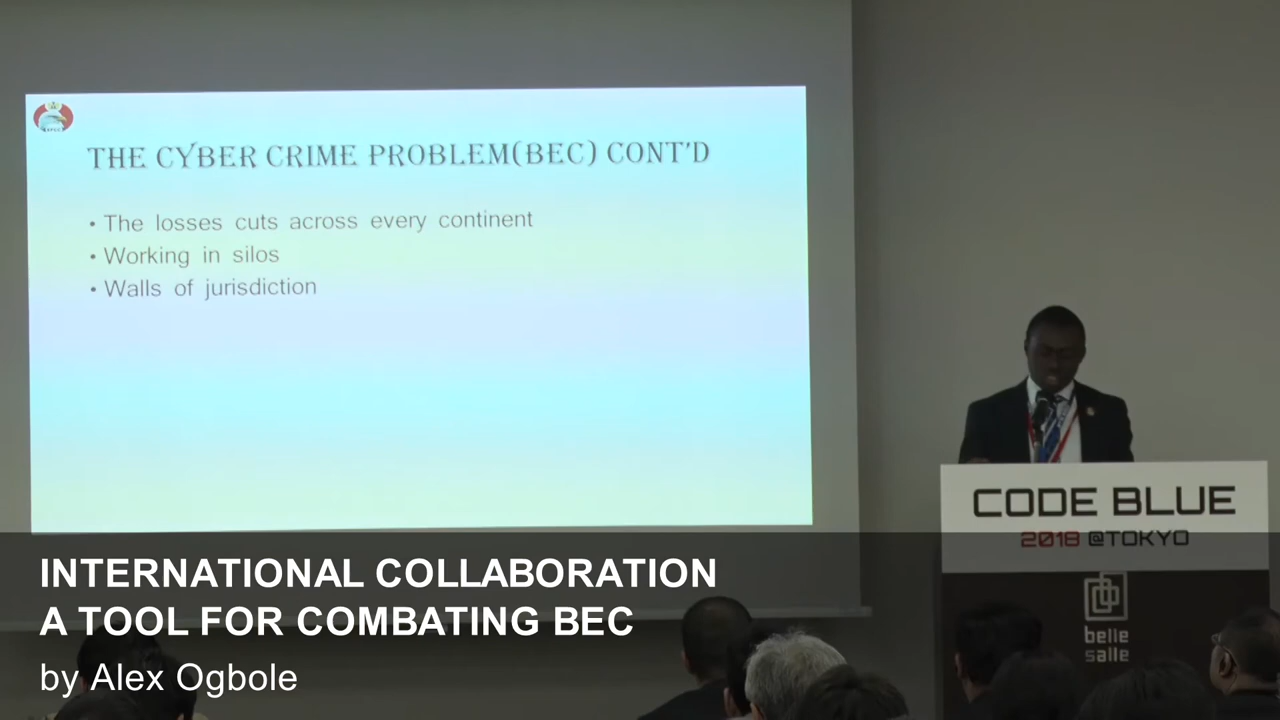 EFCC
THE CYBER CRIME PROBLEM(BEC) CONT'D
• The losses cuts across every continent
• Working in silos
• Walls of jurisdiction
CODE BLUE
2018 @TOKYO
belle
salle
INTERNATIONAL COLLABORATION
A TOOL FOR COMBATING BEC
by Alex Ogbole